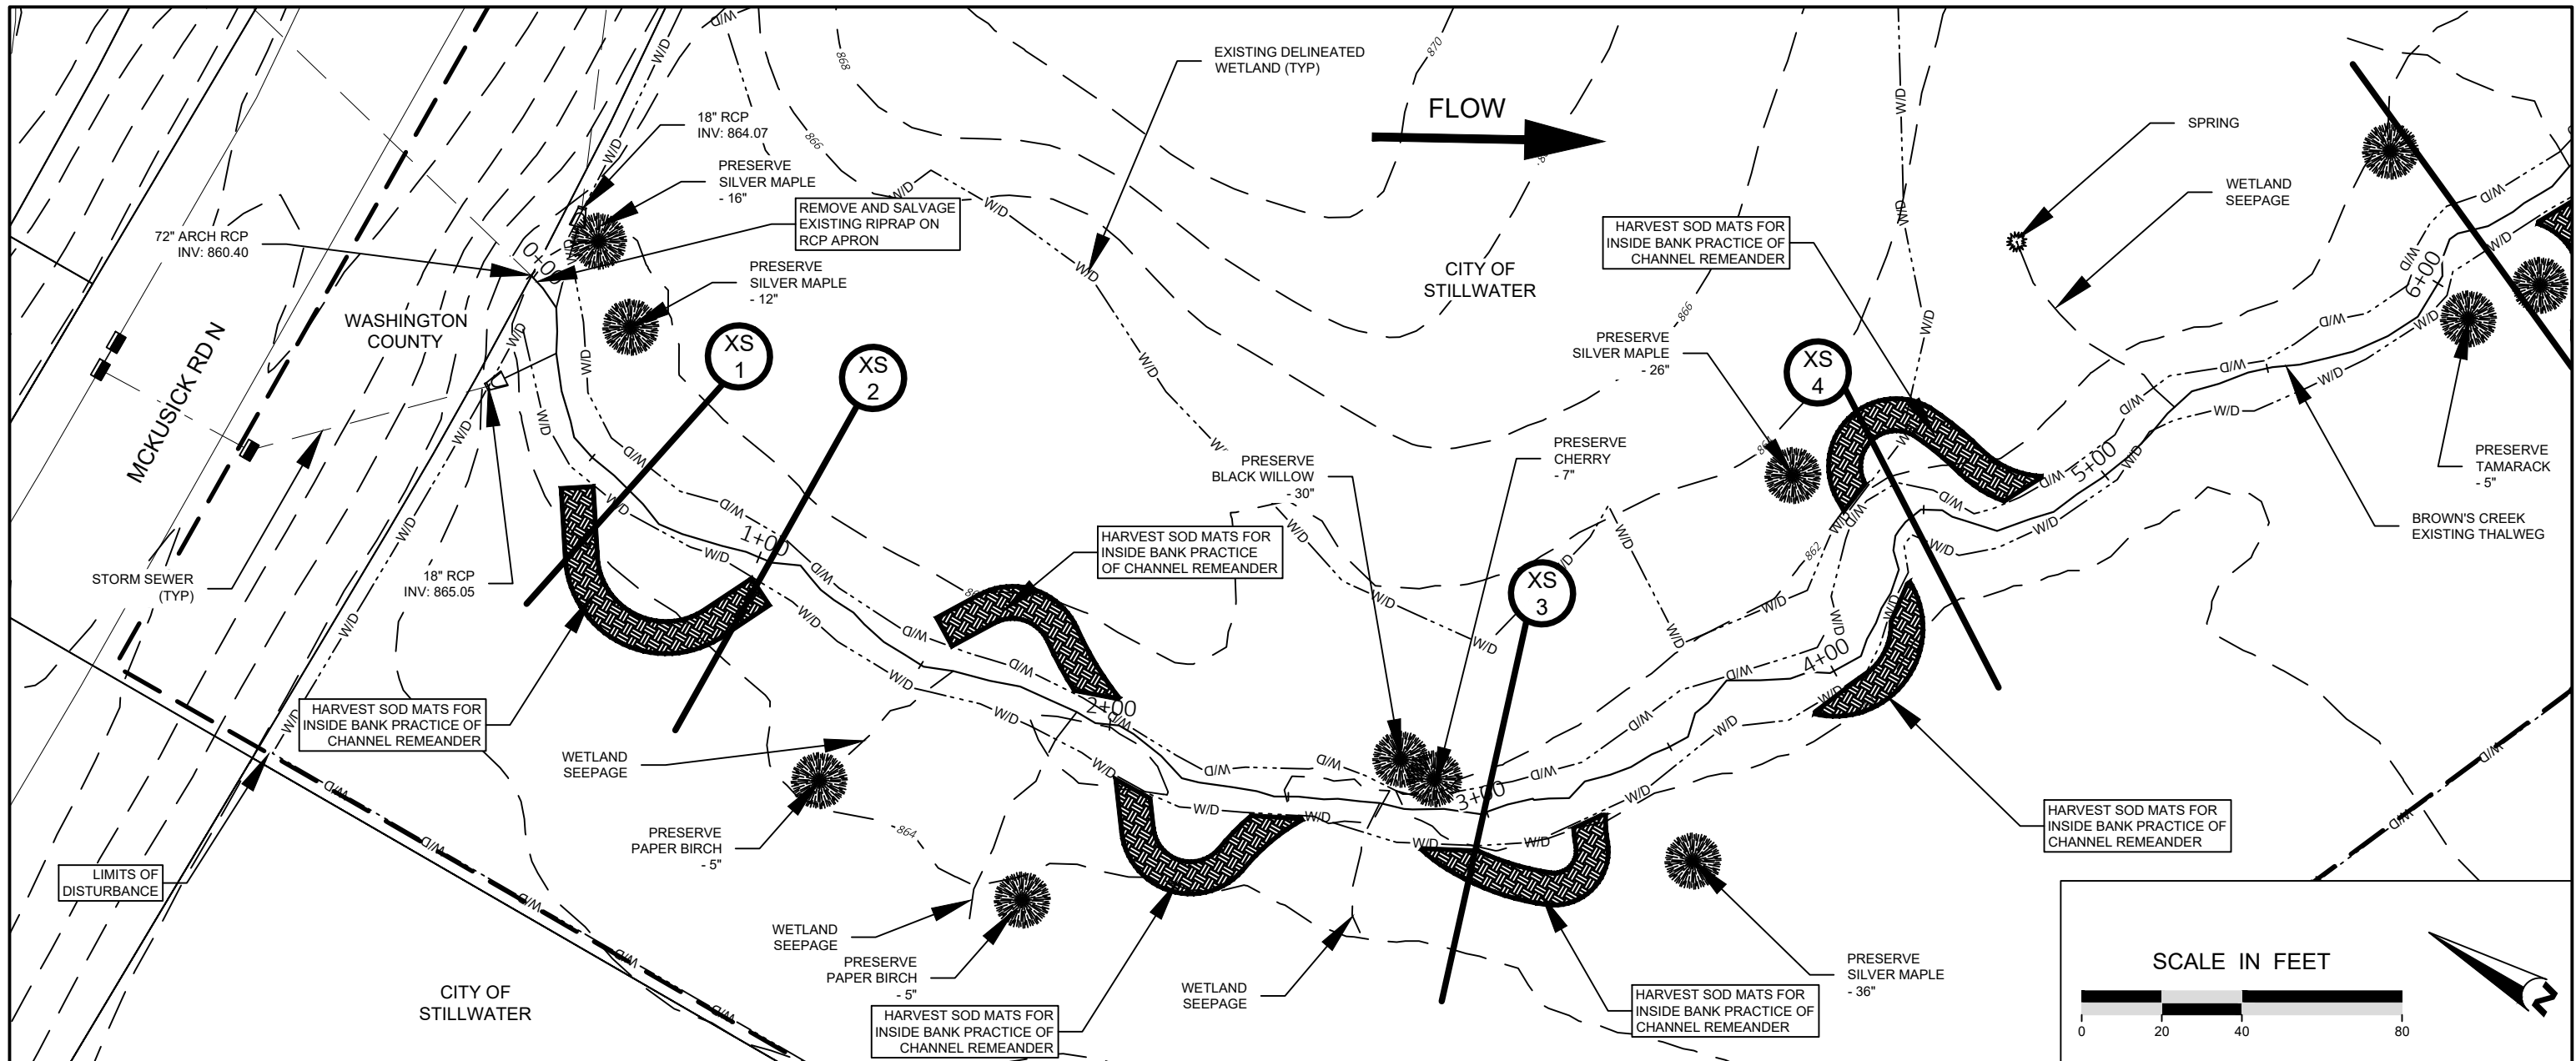 868
870
EXISTING DELINEATED
WETLAND (TYP)
FLOW
18" RCP
INV: 864.07
866
PRESERVE
SILVER MAPLE
- 16"
REMOVE AND SALVAGE
EXISTING RIPRAP ON
RCP APRON
72" ARCH RCP
INV: 860.40
0+00
PRESERVE
SILVER MAPLE
- 12"
WASHINGTON
COUNTY
MCKUSICK RD N
XS
1
XS
2
SPRING
WETLAND
SEEPAGE
HARVEST SOD MATS FOR
INSIDE BANK PRACTICE OF
CHANNEL REMEANDER
CITY OF
STILLWATER
866
PRESERVE
SILVER MAPLE
- 26"
XS
4
6+00
PRESERVE
TAMARACK
- 5"
BROWN'S CREEK
EXISTING THALWEG
5+00
PRESERVE
BLACK WILLOW
- 30"
PRESERVE
CHERRY
- 7"
1+00
HARVEST SOD MATS FOR
INSIDE BANK PRACTICE
OF CHANNEL REMEANDER
862
XS
3
STORM SEWER
(TYP)
18" RCP
INV: 865.05
4+00
2+00
3+00
HARVEST SOD MATS FOR
INSIDE BANK PRACTICE OF
CHANNEL REMEANDER
WETLAND
SEEPAGE
PRESERVE
PAPER BIRCH
- 5"
864
LIMITS OF
DISTURBANCE
WETLAND
SEEPAGE
PRESERVE
PAPER BIRCH
- 5"
HARVEST SOD MATS FOR
INSIDE BANK PRACTICE OF
CHANNEL REMEANDER
WETLAND
SEEPAGE
HARVEST SOD MATS FOR
INSIDE BANK PRACTICE OF
CHANNEL REMEANDER
PRESERVE
SILVER MAPLE
- 36"
HARVEST SOD MATS FOR
INSIDE BANK PRACTICE OF
CHANNEL REMEANDER
CITY OF
STILLWATER
W/D
SCALE IN FEET
0 20 40 80
N